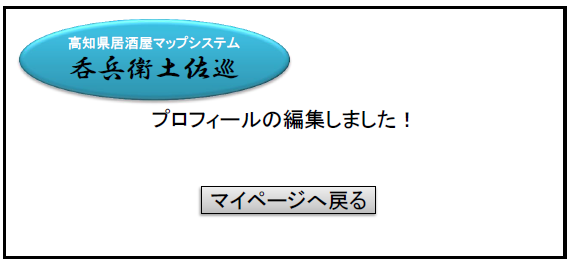 高知県居酒屋マップシステム
呑兵衛土佐巡
プロフィールの編集しました！
マイページへ戻る